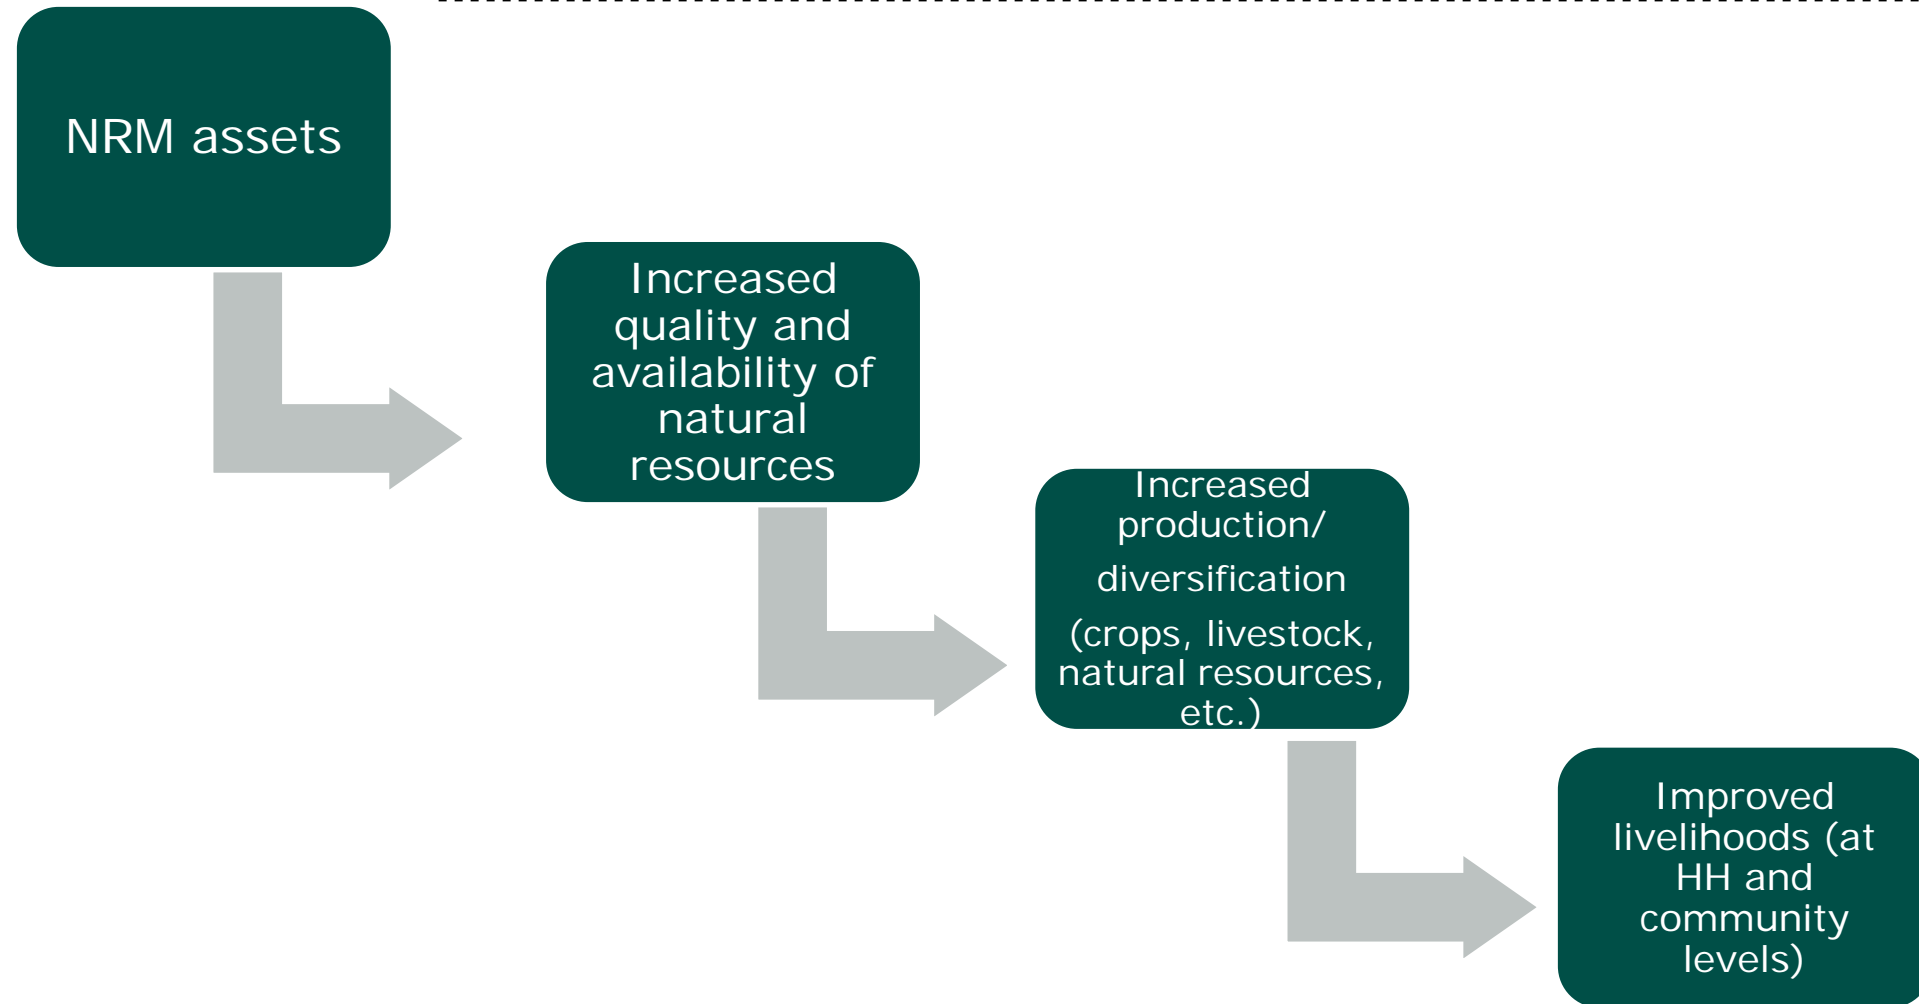 NRM assets
Increased
quality and
availability of
natural
resources
Increased
production/
diversification
(crops, livestock,
natural resources,
etc.)
Improved
livelihoods (at
HH and
community
levels)